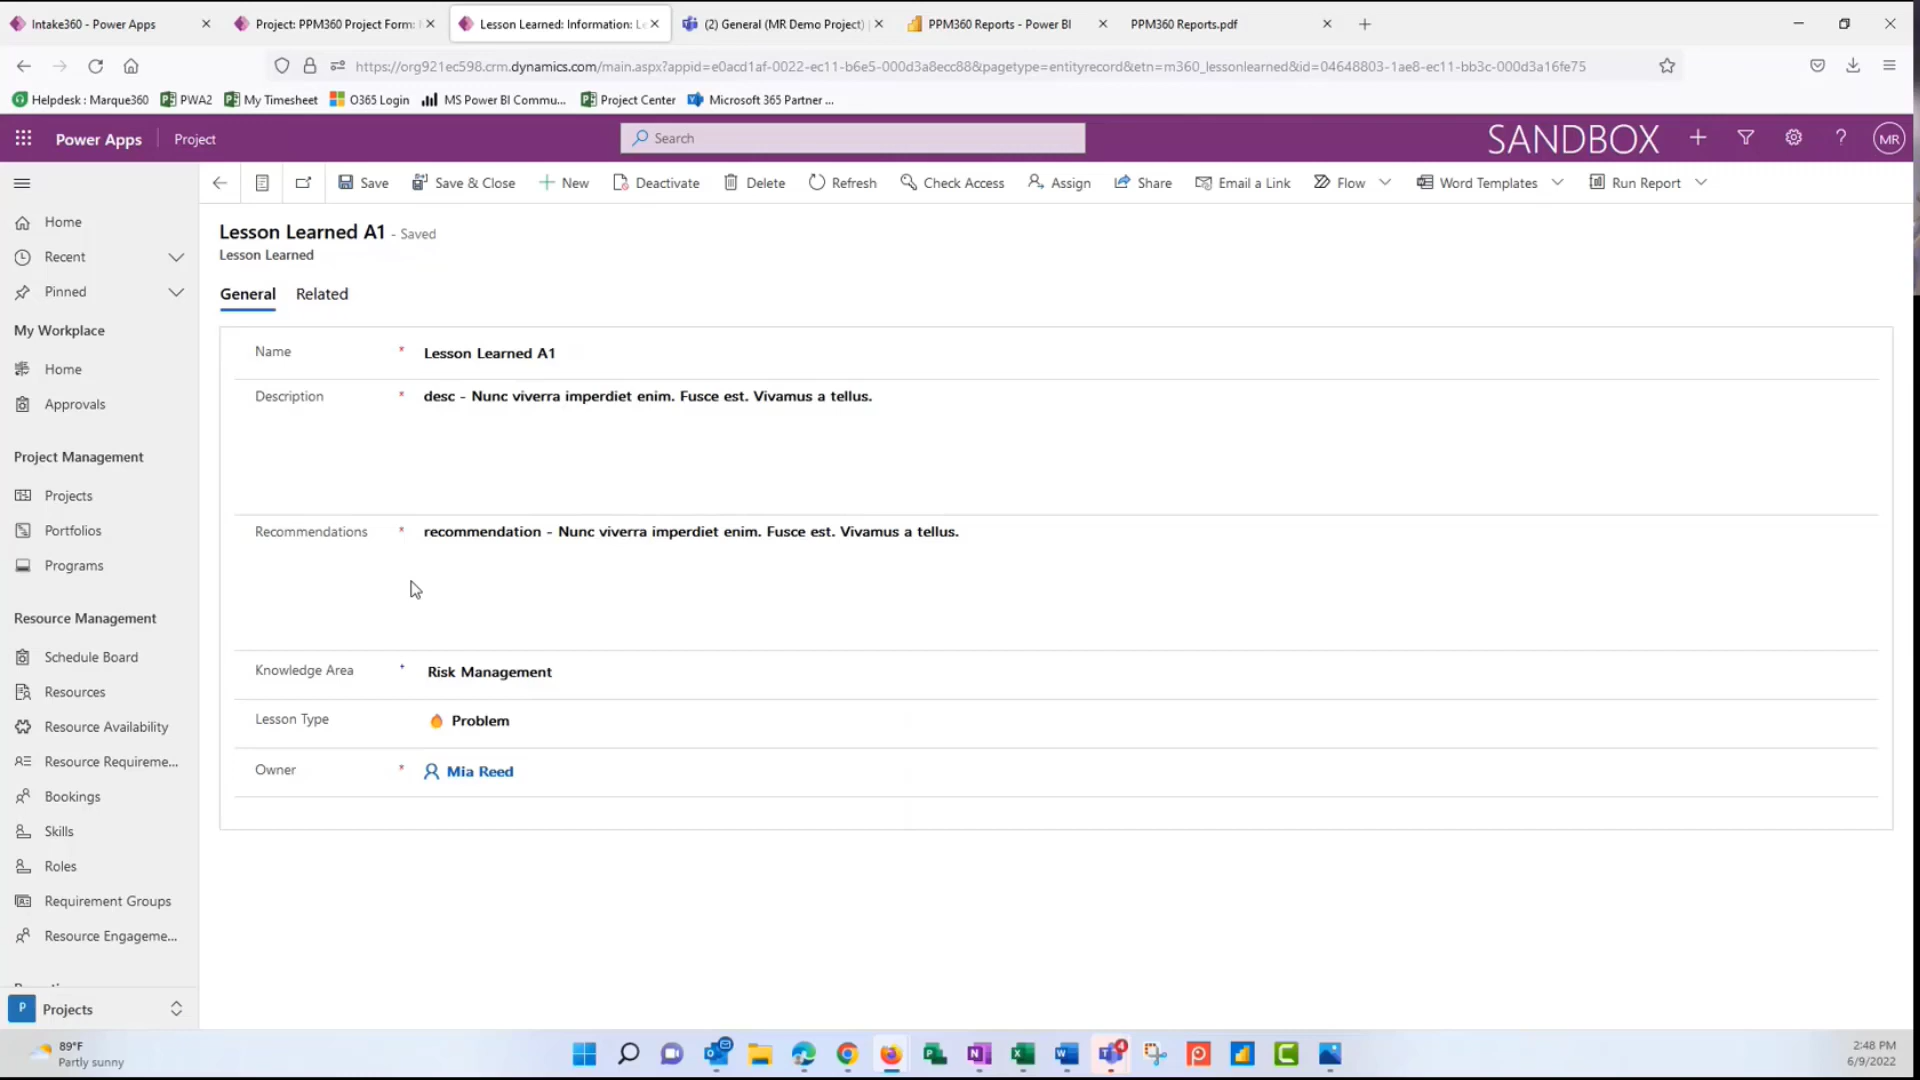 Intake360 - Power Apps
Project: PPM360 Project Form:
Lesson Learned: Information: Le
(2) General (MR Demo Project) |
PPM360 Reports - Power BI
PPM360 Reports.pdf
https://org921ec598.crm.dynamics.com/main.aspx?appid=e0acd1af-0022-ec11-b6e5-000d3a8ecc88&pagetype=entityrecord&etn=m360_lessonlearned&id=04648803-1ae8-ec11-bb3c-000d3a16fe75
Helpdesk : Marque360
PWA2
My Timesheet
O365 Login
MS Power BI Commu...
Project Center
Microsoft 365 Partner ...
Power Apps
Project
Search
SANDBOX
MR
Save
Save & Close
New
Deactivate
Delete
Refresh
Check Access
Assign
Share
Email a Link
Flow
Word Templates
Run Report
Home
Recent
Pinned
My Workplace
Home
Approvals
Project Management
Projects
Portfolios
Programs
Resource Management
Schedule Board
Resources
Resource Availability
Resource Requireme...
Bookings
Skills
Roles
Requirement Groups
Resource Engageme...
P Projects
Lesson Learned A1 - Saved
Lesson Learned
General Related
Name * Lesson Learned A1
Description * desc - Nunc viverra imperdiet enim. Fusce est. Vivamus a tellus.
Recommendations * recommendation - Nunc viverra imperdiet enim. Fusce est. Vivamus a tellus.
Knowledge Area + Risk Management
Lesson Type Problem
Owner * Mia Reed
89°F
Partly sunny
4
2:48 PM
6/9/2022